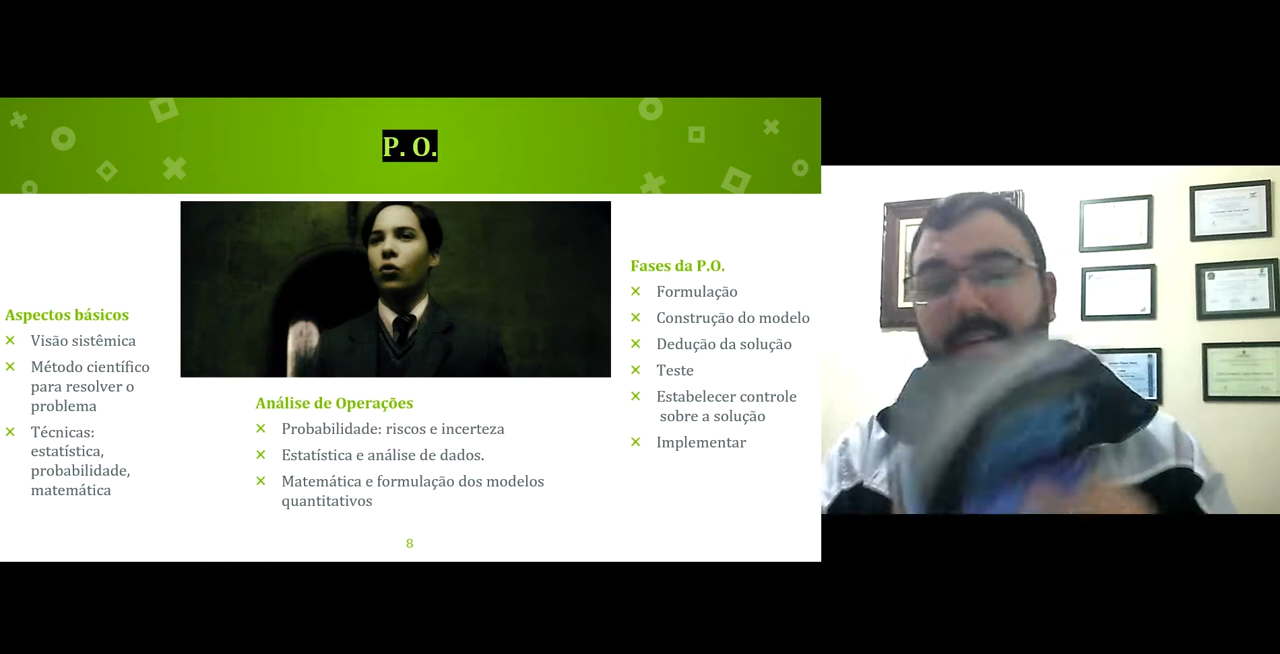 P. O.
Aspectos básicos
Visão sistêmica
Método científico
para resolver o
problema
Técnicas:
estatística,
probabilidade,
matemática
Análise de Operações
Probabilidade: riscos e incerteza
Estatística e análise de dados.
Matemática e formulação dos modelos
quantitativos
Fases da P.O.
Formulação
Construção do modelo
Dedução da solução
Teste
Estabelecer controle
sobre a solução
Implementar
8